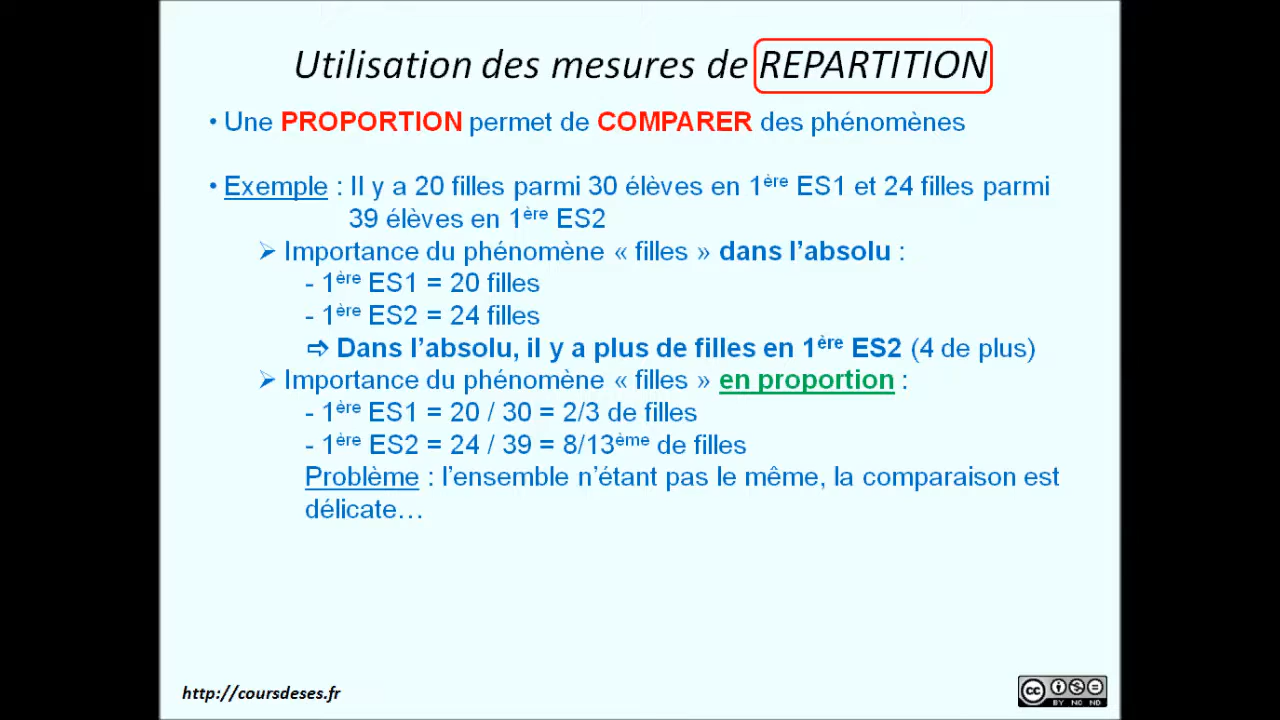 Utilisation des mesures de REPARTITION
• Une PROPORTION permet de COMPARER des phénomènes
• Exemple : Il y a 20 filles parmi 30 élèves en 1ère ES1 et 24 filles parmi
39 élèves en 1ère ES2
➢ Importance du phénomène « filles » dans l’absolu :
- 1ère ES1 = 20 filles
- 1ère ES2 = 24 filles
⇨ Dans l’absolu, il y a plus de filles en 1ère ES2 (4 de plus)
➢ Importance du phénomène « filles » en proportion :
- 1ère ES1 = 20 / 30 = 2/3 de filles
- 1ère ES2 = 24 / 39 = 8/13ème de filles
Problème : l’ensemble n’étant pas le même, la comparaison est
délicate…
http://coursdeses.fr
cc
BY NC ND